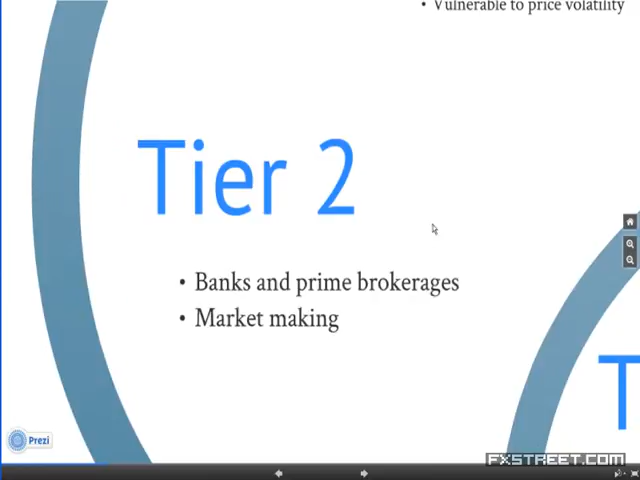 • Vulnerable to price volatility
Tier 2
• Banks and prime brokerages
• Market making
T
Prezi
FXSTREET.COM